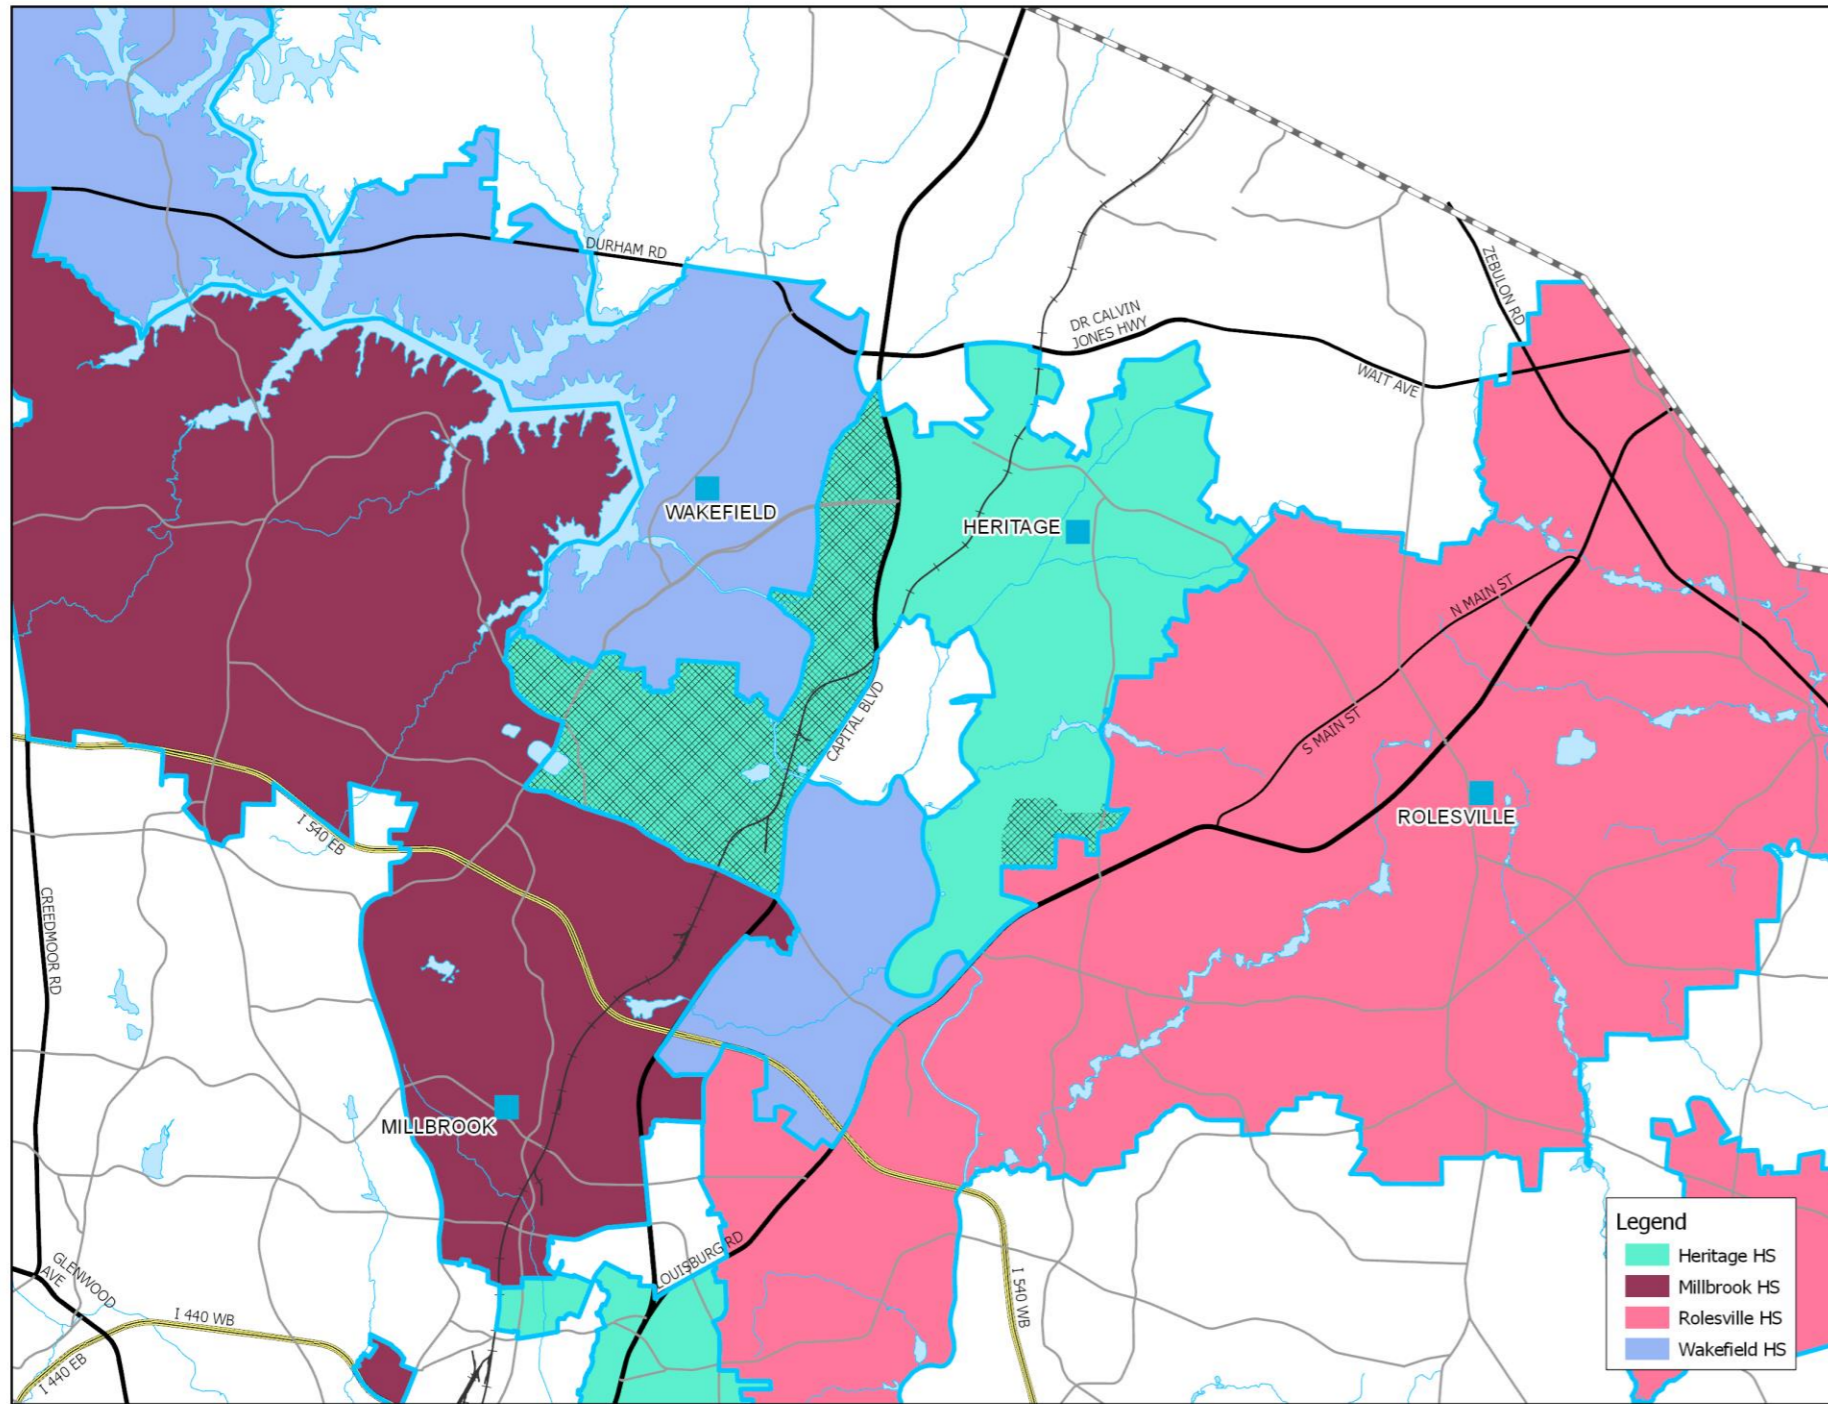 DURHAM RD
DR CALVIN
JONES HWY
ZEBULON RD
WAIT AVE
WAKEFIELD
HERITAGE
N MAIN ST
CAPITAL BLVD
S MAIN ST
ROLESVILLE
I 540 EB
CREEDMOOR RD
MILLBROOK
LOUISBURG RD
GLENWOOD
AVE
I 440 WB
I 440 EB
I 540 WB
Legend
Heritage HS
Millbrook HS
Rolesville HS
Wakefield HS